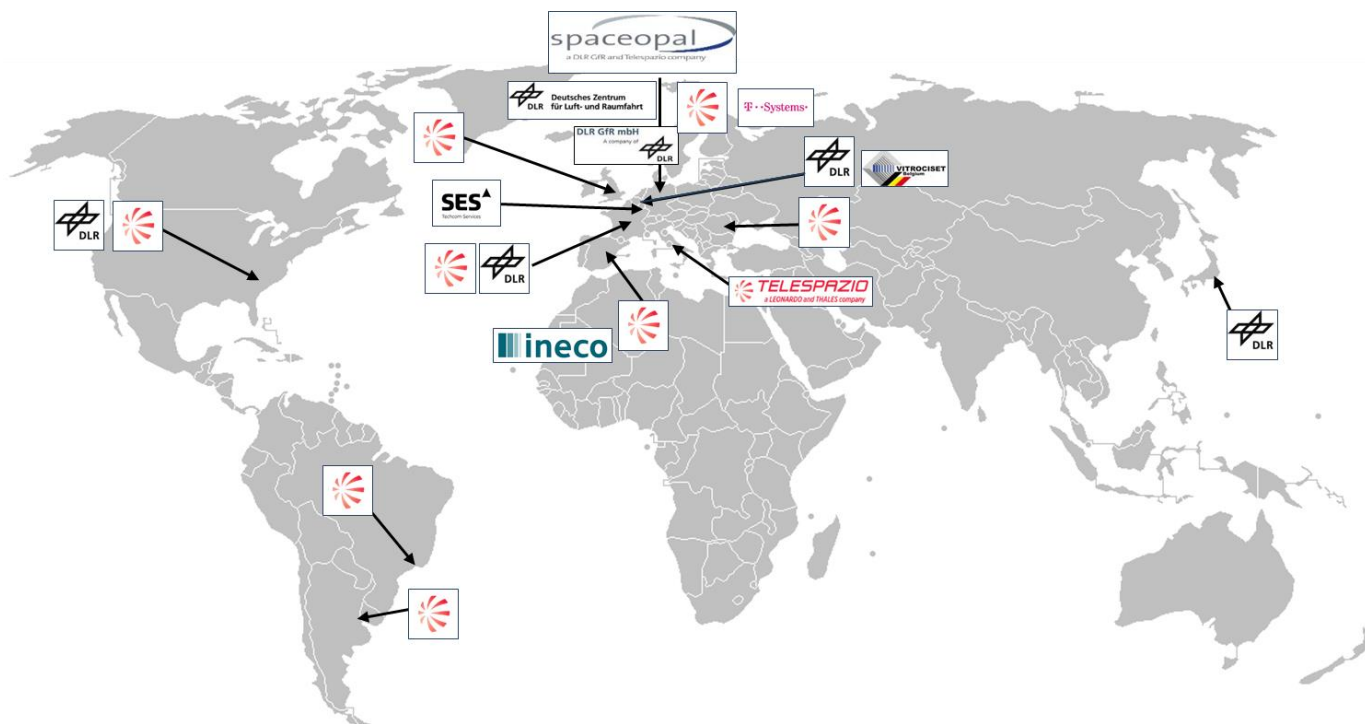 spaceopal
a DLR GfR and Telespazio company
DLR
Deutsches Zentrum
für Luft- und Raumfahrt
T··Systems·
DLR GfR mbH
A company of
DLR
DLR
VITROCISET
Belgium
SES
Techcom Services
DLR
DLR
TELESPAZIO
a LEONARDO and THALES company
ineco
DLR